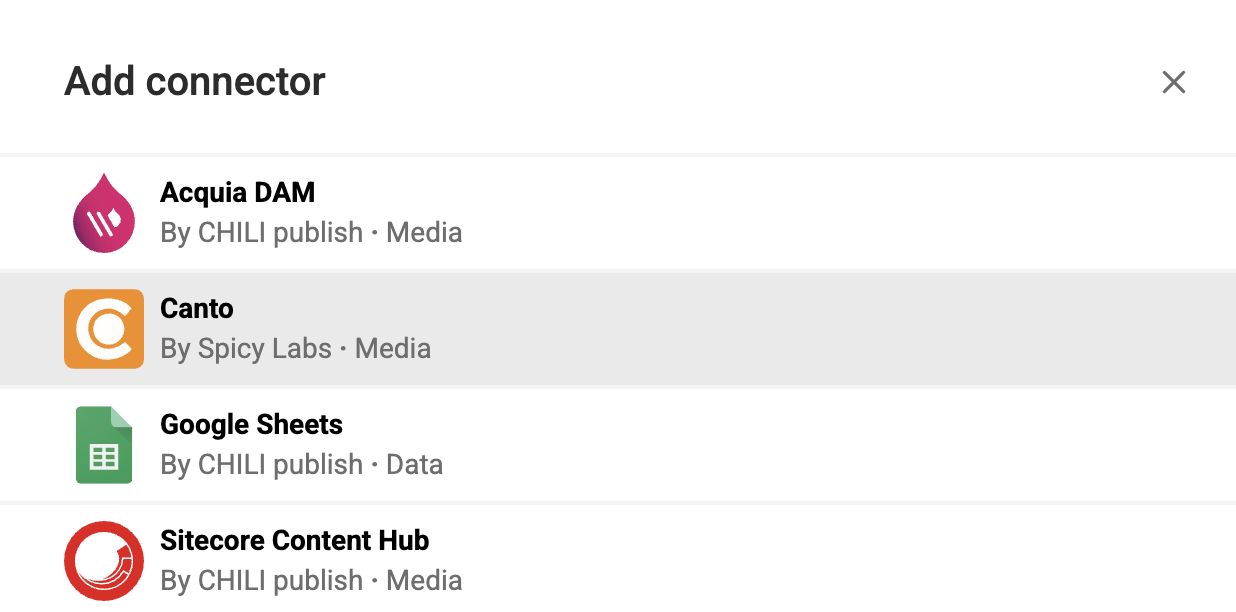 Add connector
Acquia DAM
By CHILI publish · Media
Canto
By Spicy Labs · Media
Google Sheets
By CHILI publish · Data
Sitecore Content Hub
By CHILI publish · Media